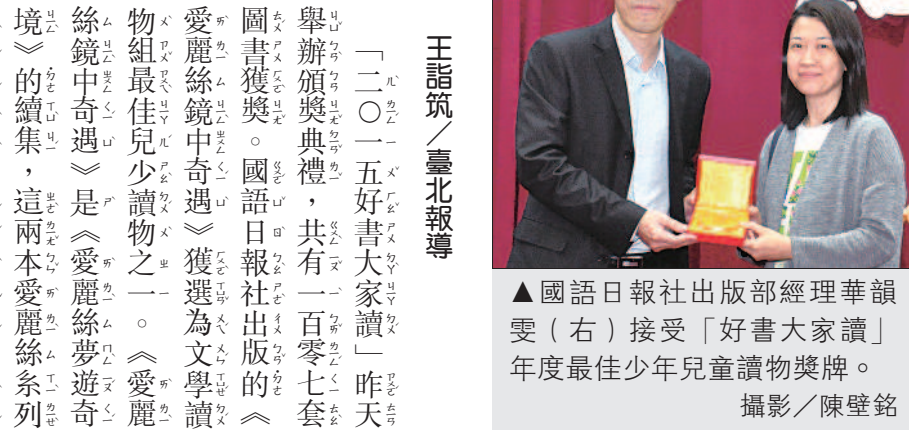 王詣筑／臺北報導
「二〇一五好書大家讀」昨天
舉辦頒獎典禮，共有一百零七套
圖書獲獎。國語日報社出版的《
愛麗絲鏡中奇遇》獲選為文學讀
物組最佳兒少讀物之一。《愛麗
絲鏡中奇遇》是《愛麗絲夢遊奇
境》的續集，這兩本愛麗絲系列
▲國語日報社出版部經理華韻
雯（右）接受「好書大家讀」
年度最佳少年兒童讀物獎牌。
攝影／陳壁銘